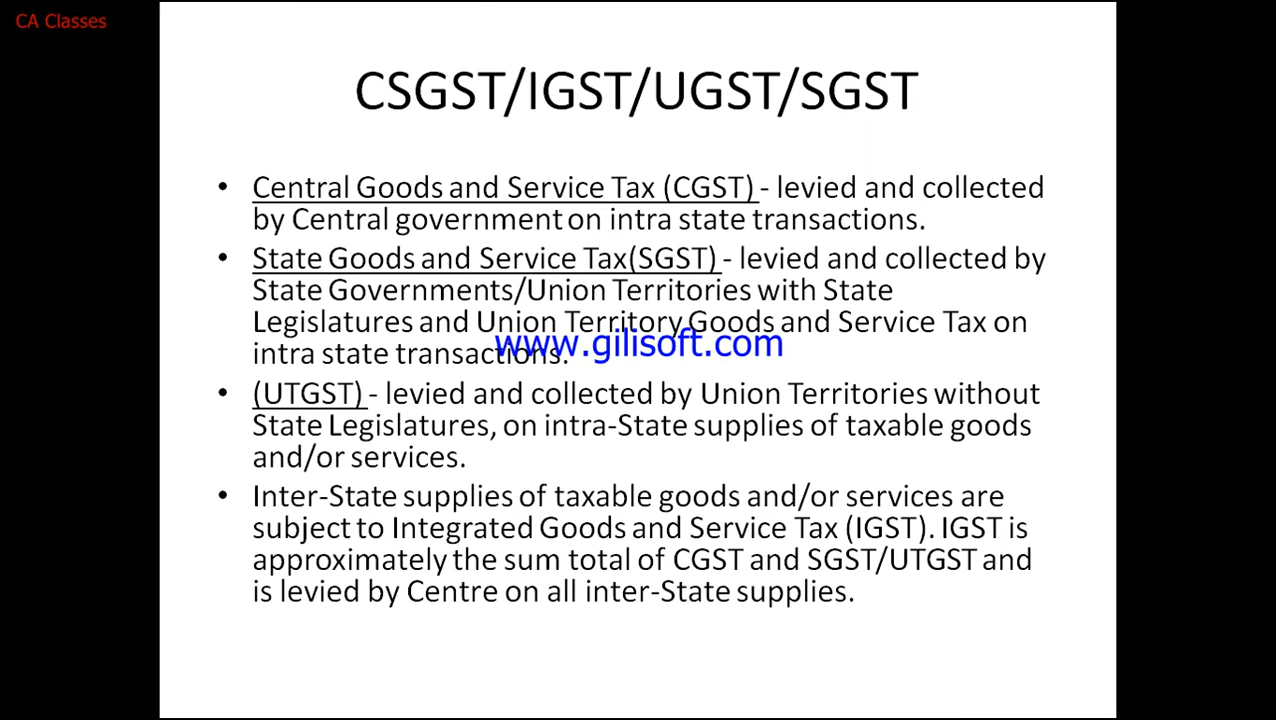 CA Classes
CSGST/IGST/UGST/SGST
• Central Goods and Service Tax (CGST) - levied and collected
by Central government on intra state transactions.
• State Goods and Service Tax(SGST) - levied and collected by
State Governments/Union Territories with State
Legislatures and Union Territory Goods and Service Tax on
intra state transactions.
www.gilisoft.com
• (UTGST) - levied and collected by Union Territories without
State Legislatures, on intra-State supplies of taxable goods
and/or services.
• Inter-State supplies of taxable goods and/or services are
subject to Integrated Goods and Service Tax (IGST). IGST is
approximately the sum total of CGST and SGST/UTGST and
is levied by Centre on all inter-State supplies.